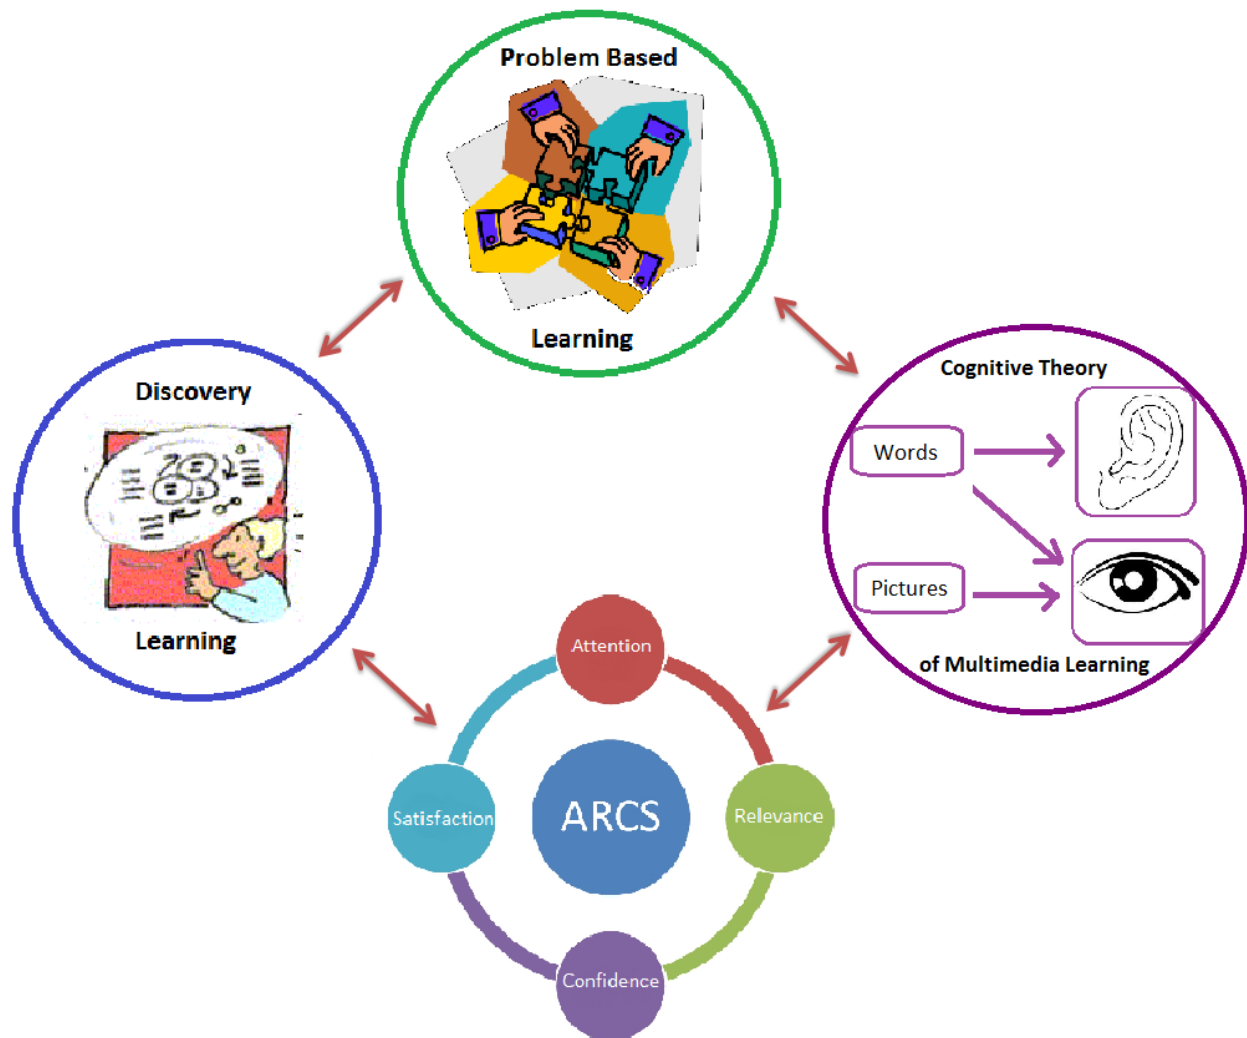 Problem Based
Learning
Discovery
Learning
Cognitive Theory
Words
Pictures
of Multimedia Learning
Attention
Satisfaction
ARCS
Relevance
Confidence